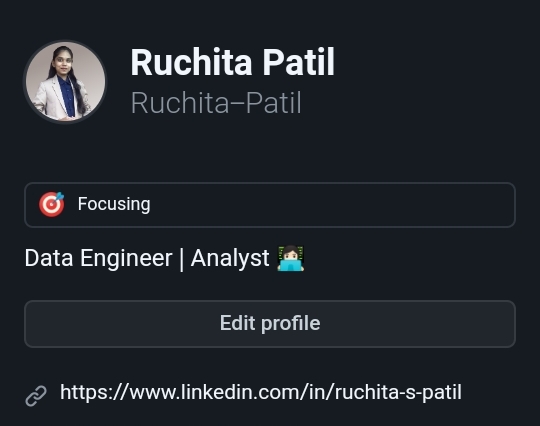 Ruchita Patil
Ruchita-Patil
🎯 Focusing
Data Engineer | Analyst 👩🏻‍💻
Edit profile
https://www.linkedin.com/in/ruchita-s-patil